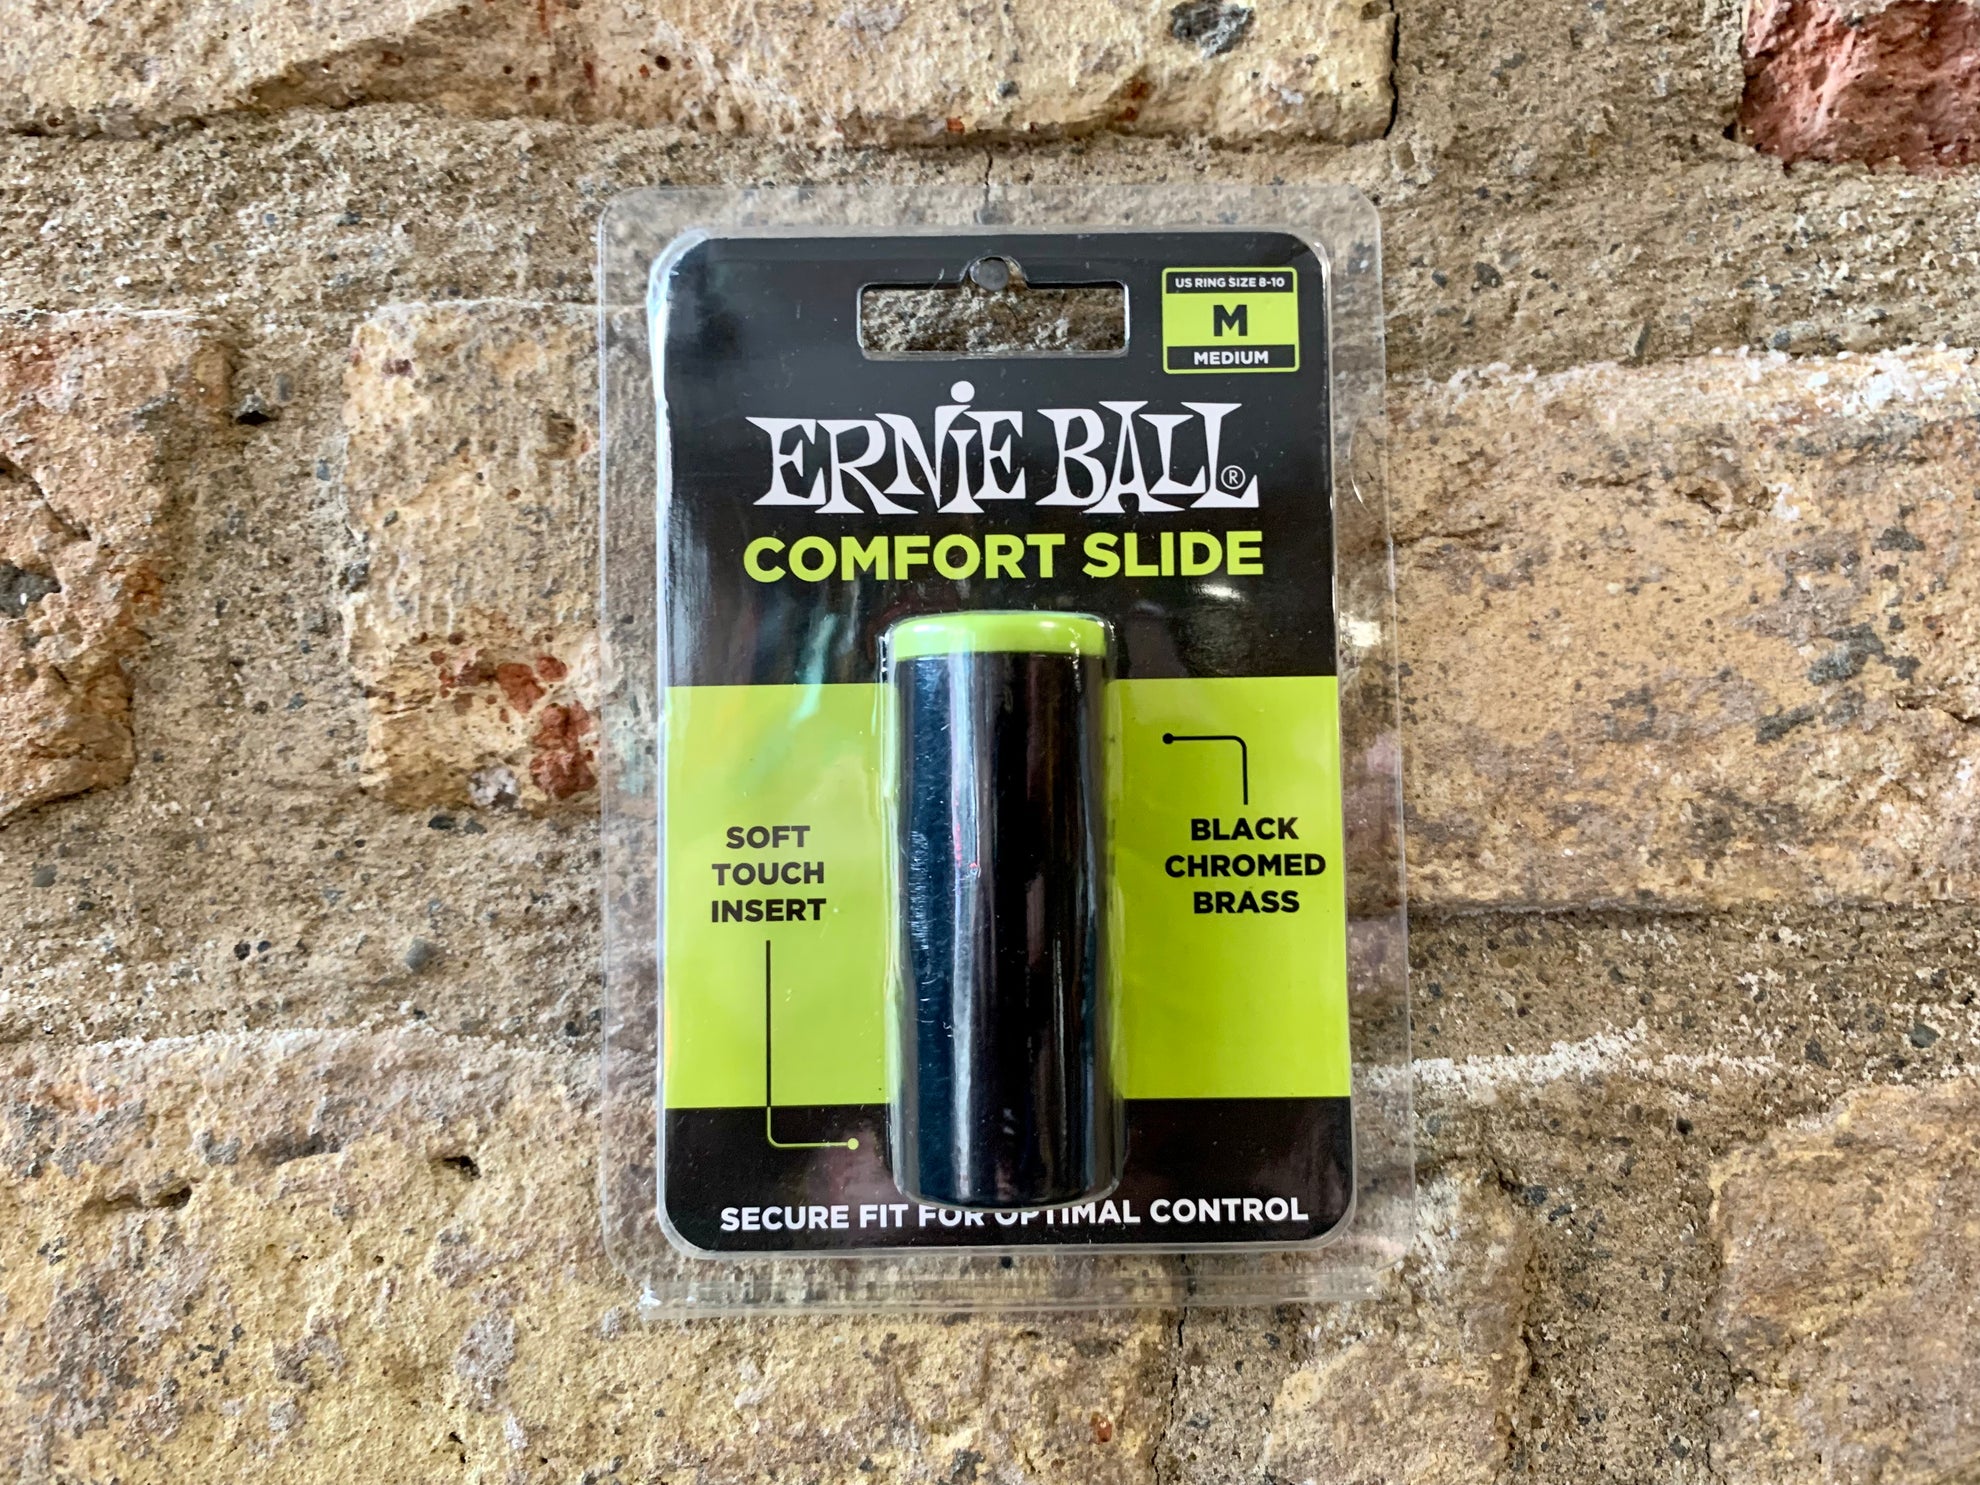 US RING SIZE 8-10
M
MEDIUM
ERNIE BALL®
COMFORT SLIDE
SOFT
TOUCH
INSERT
BLACK
CHROMED
BRASS
SECURE FIT FOR OPTIMAL CONTROL